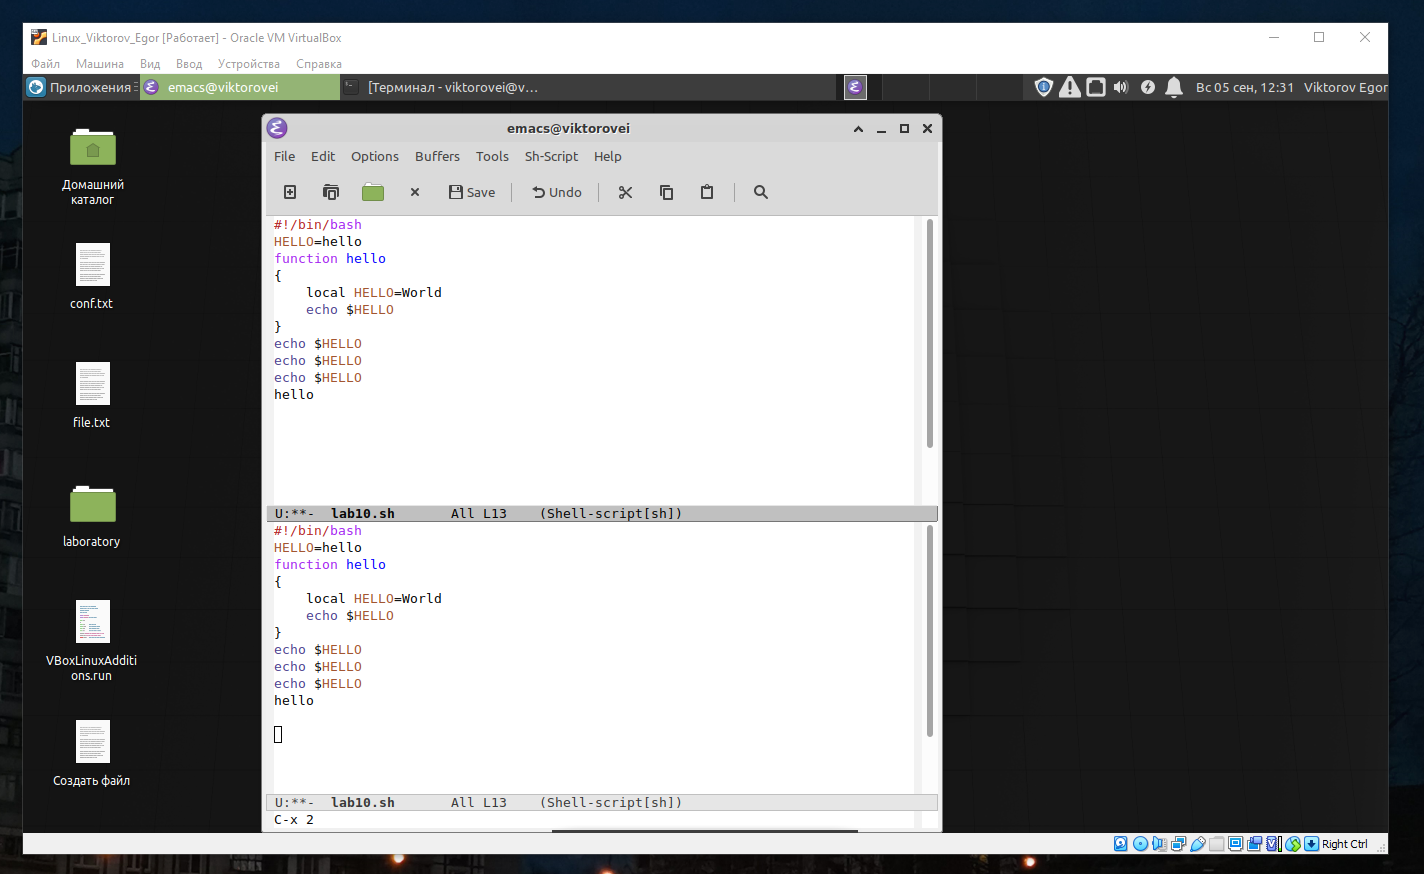 Linux_Viktorov_Egor [Работает] - Oracle VM VirtualBox
Файл Машина Вид Ввод Устройства Справка
Приложения emacs@viktorovei [Терминал - viktorovei@v... Вс 05 сен, 12:31 Viktorov Egor
Домашний каталог
conf.txt
file.txt
laboratory
VBoxLinuxAdditi
ons.run
Создать файл
emacs@viktorovei
File Edit Options Buffers Tools Sh-Script Help
Save Undo
#!/bin/bash
HELLO=hello
function hello
{
    local HELLO=World
    echo $HELLO
}
echo $HELLO
echo $HELLO
echo $HELLO
hello
U:**-  lab10.sh       All L13    (Shell-script[sh])
#!/bin/bash
HELLO=hello
function hello
{
    local HELLO=World
    echo $HELLO
}
echo $HELLO
echo $HELLO
echo $HELLO
hello
U:**-  lab10.sh       All L13    (Shell-script[sh])
C-x 2
Right Ctrl